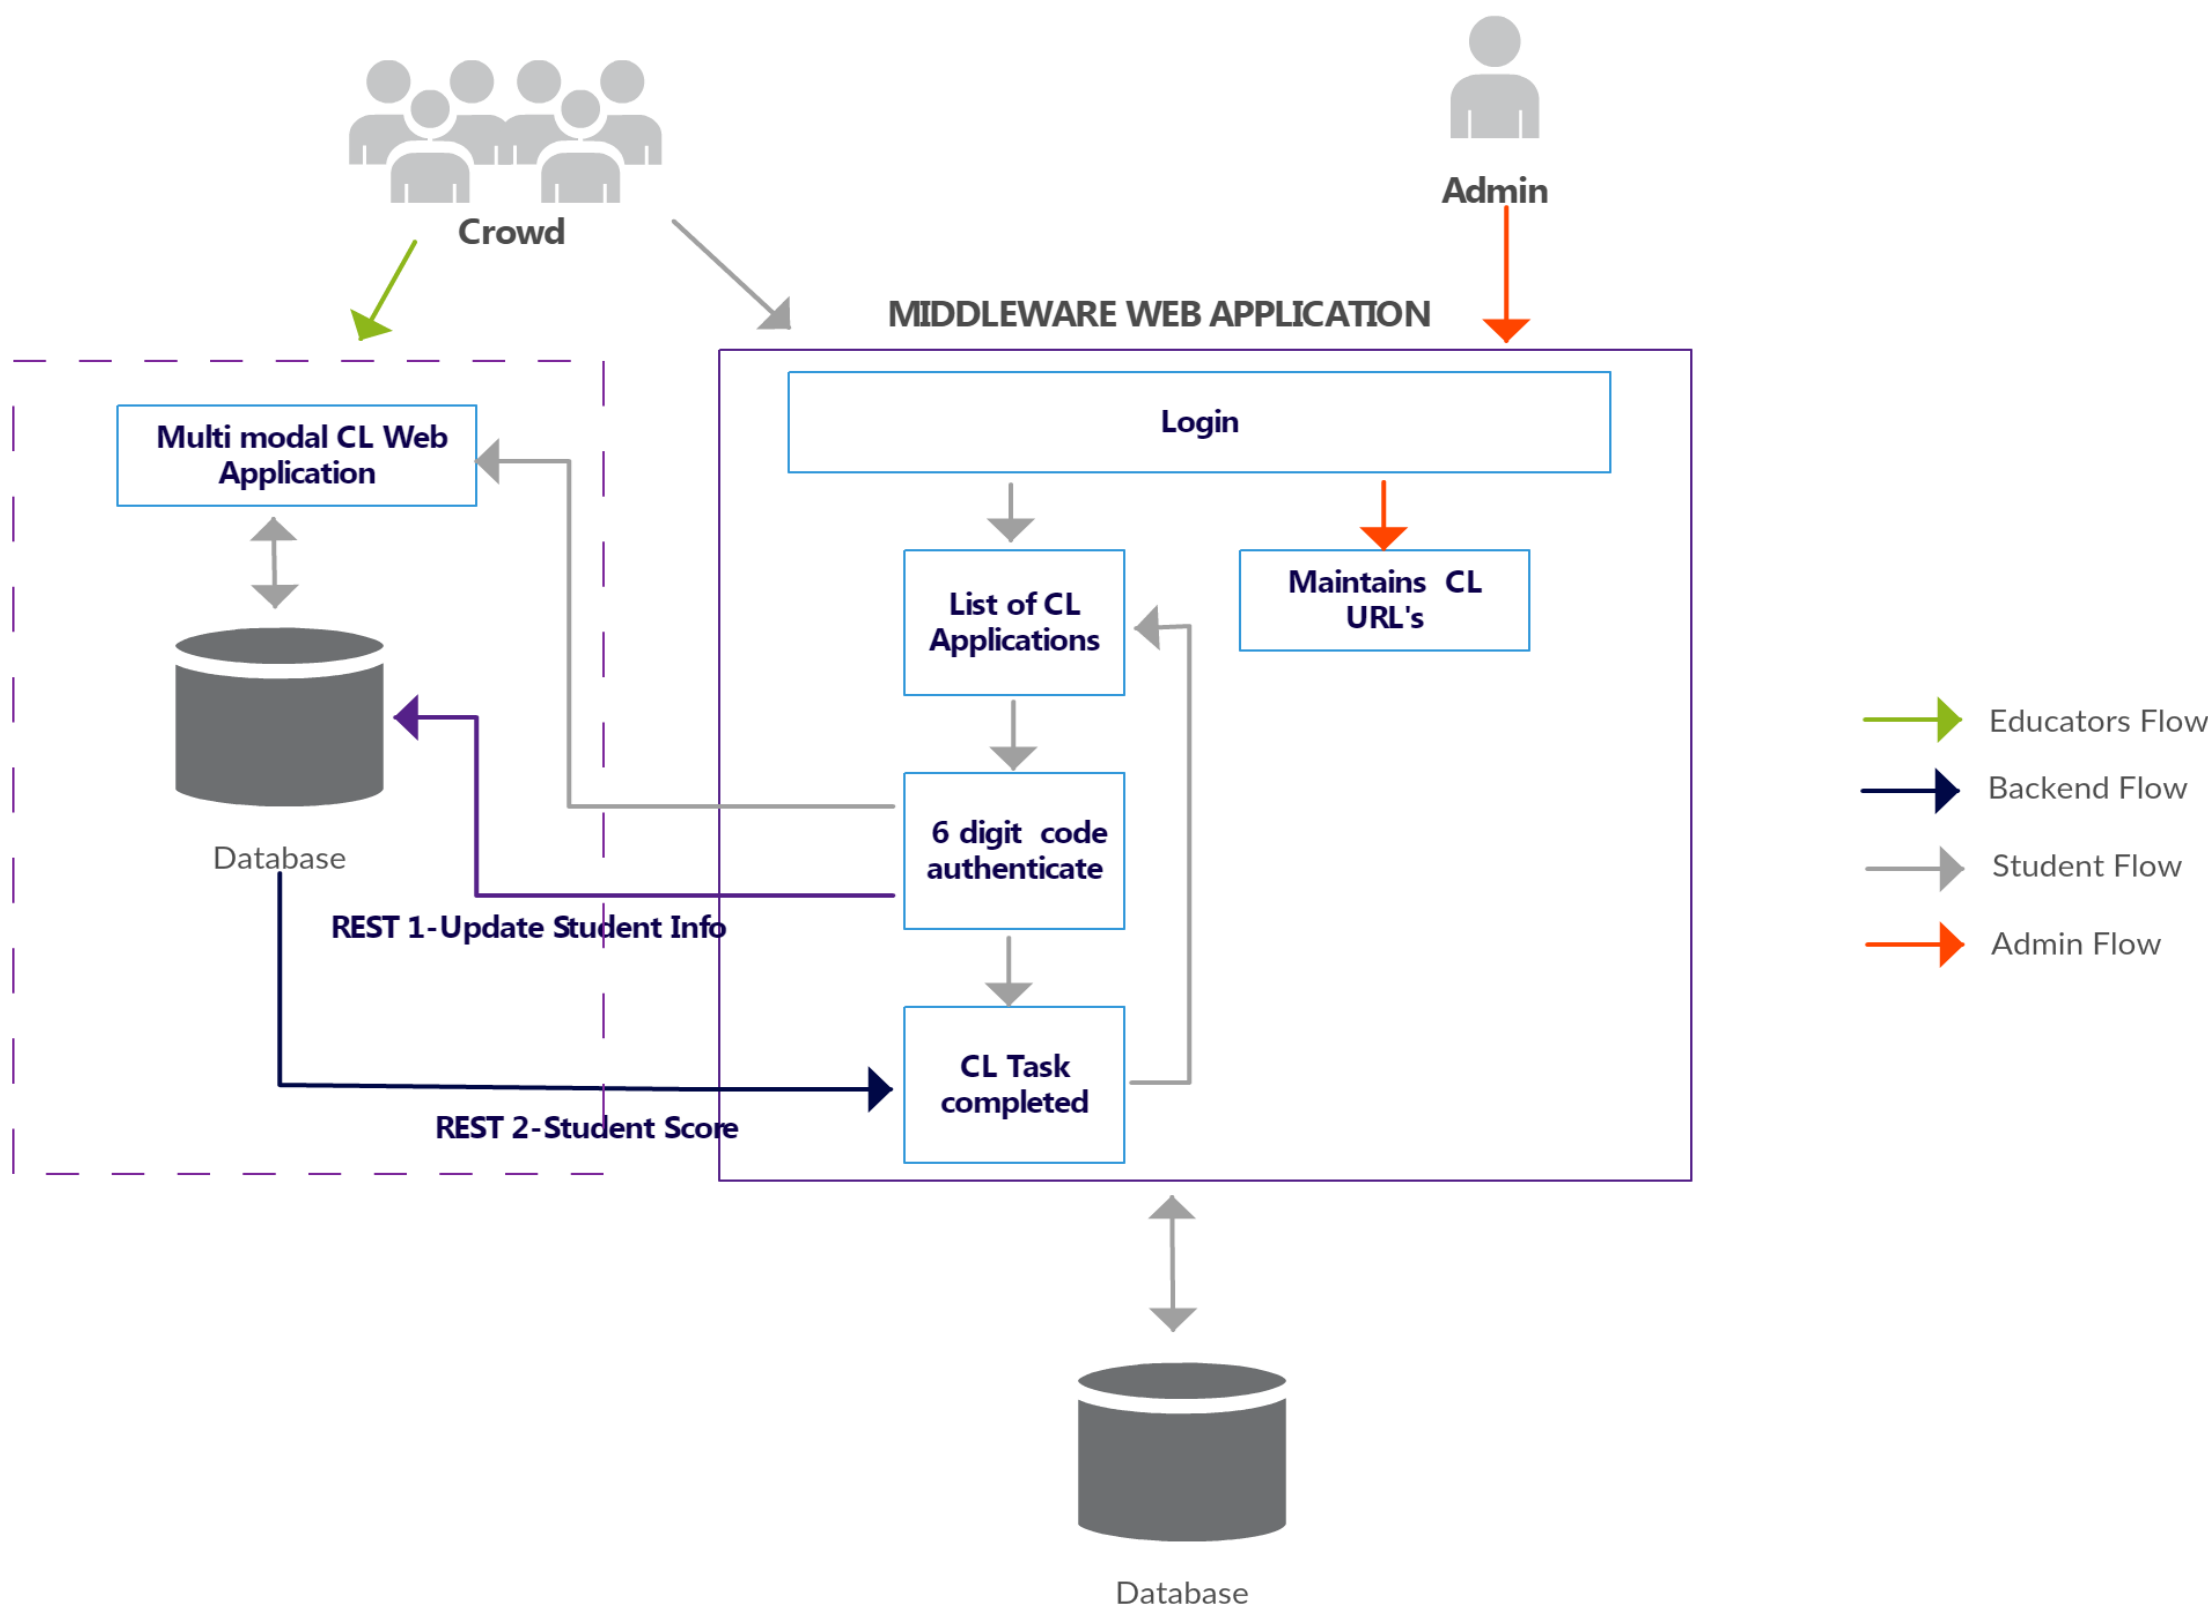 Crowd
Admin
MIDDLEWARE WEB APPLICATION
Multi modal CL Web
Application
Login
List of CL
Applications
Maintains CL
URL's
6 digit code
authenticate
Database
REST 1-Update Student Info
CL Task
completed
REST 2-Student Score
Database
Educators Flow
Backend Flow
Student Flow
Admin Flow